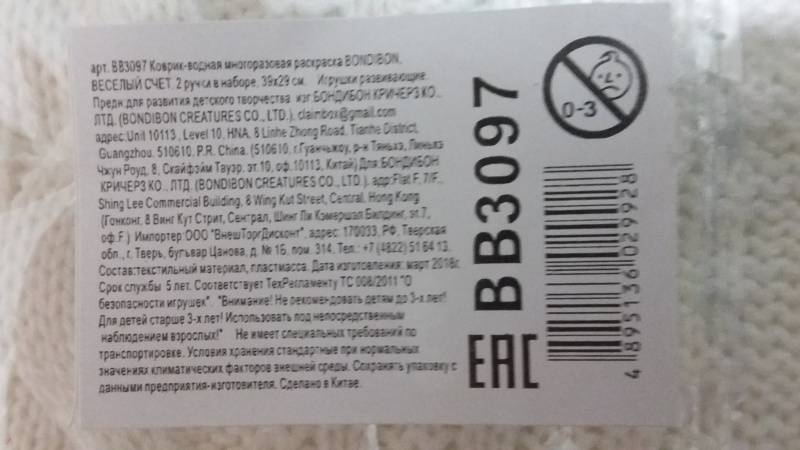 арт. BB3097 Коврик-водная многоразовая раскраска BONDIBON,
ВЕСЕЛЫЙ СЧЕТ, 2 ручки в наборе, 39x29 см. Игрушки развивающие.
Предн: для развития детского творчества. изг: БОНДИБОН КРИЧЕРЗ КО.,
ЛТД. (BONDIBON CREATURES CO., LTD.), claimbox@gmail.com
адрес:Unit 10113 , Level 10, HNA, 8 Linhe Zhong Road, Tianhe District,
Guangzhou, 510610, P.R. China. (510610, г.Гуанчьжоу, р-н Тяньхэ, Линьхэ
Чжун Роуд, 8, Скайфэйм Тауэр, эт.10, оф.10113, Китай) Для: БОНДИБОН
КРИЧЕРЗ КО., ЛТД. (BONDIBON CREATURES CO., LTD.), адр:Flat F, 7/F.,
Shing Lee Commercial Building, 8 Wing Kut Street, Central, Hong Kong
(Гонконг, 8 Винг Кут Стрит, Сентрал, Шинг Ли Кэмершал Билдинг, эт.7,
оф.F.) Импортер:ООО "ВнешТоргДисконт", адрес: 170033, РФ, Тверская
обл., г. Тверь, бульвар Цанова, д. № 1Б, пом. 314. Тел.: +7 (4822) 51 64 13.
Состав:текстильный материал, пластмасса. Дата изготовления: март 2018г.
Срок службы 5 лет. Соответствует ТехРегламенту ТС 008/2011 "О
безопасности игрушек". "Внимание! Не рекомендовать детям до 3-х лет!
Для детей старше 3-х лет! Использовать под непосредственным
наблюдением взрослых!" Не имеет специальных требований по
транспортировке. Условия хранения стандартные при нормальных
значениях климатических факторов внешней среды. Сохранять упаковку с
данными предприятия-изготовителя. Сделано в Китае.
BB3097
EAC
0-3
4 895136 029928